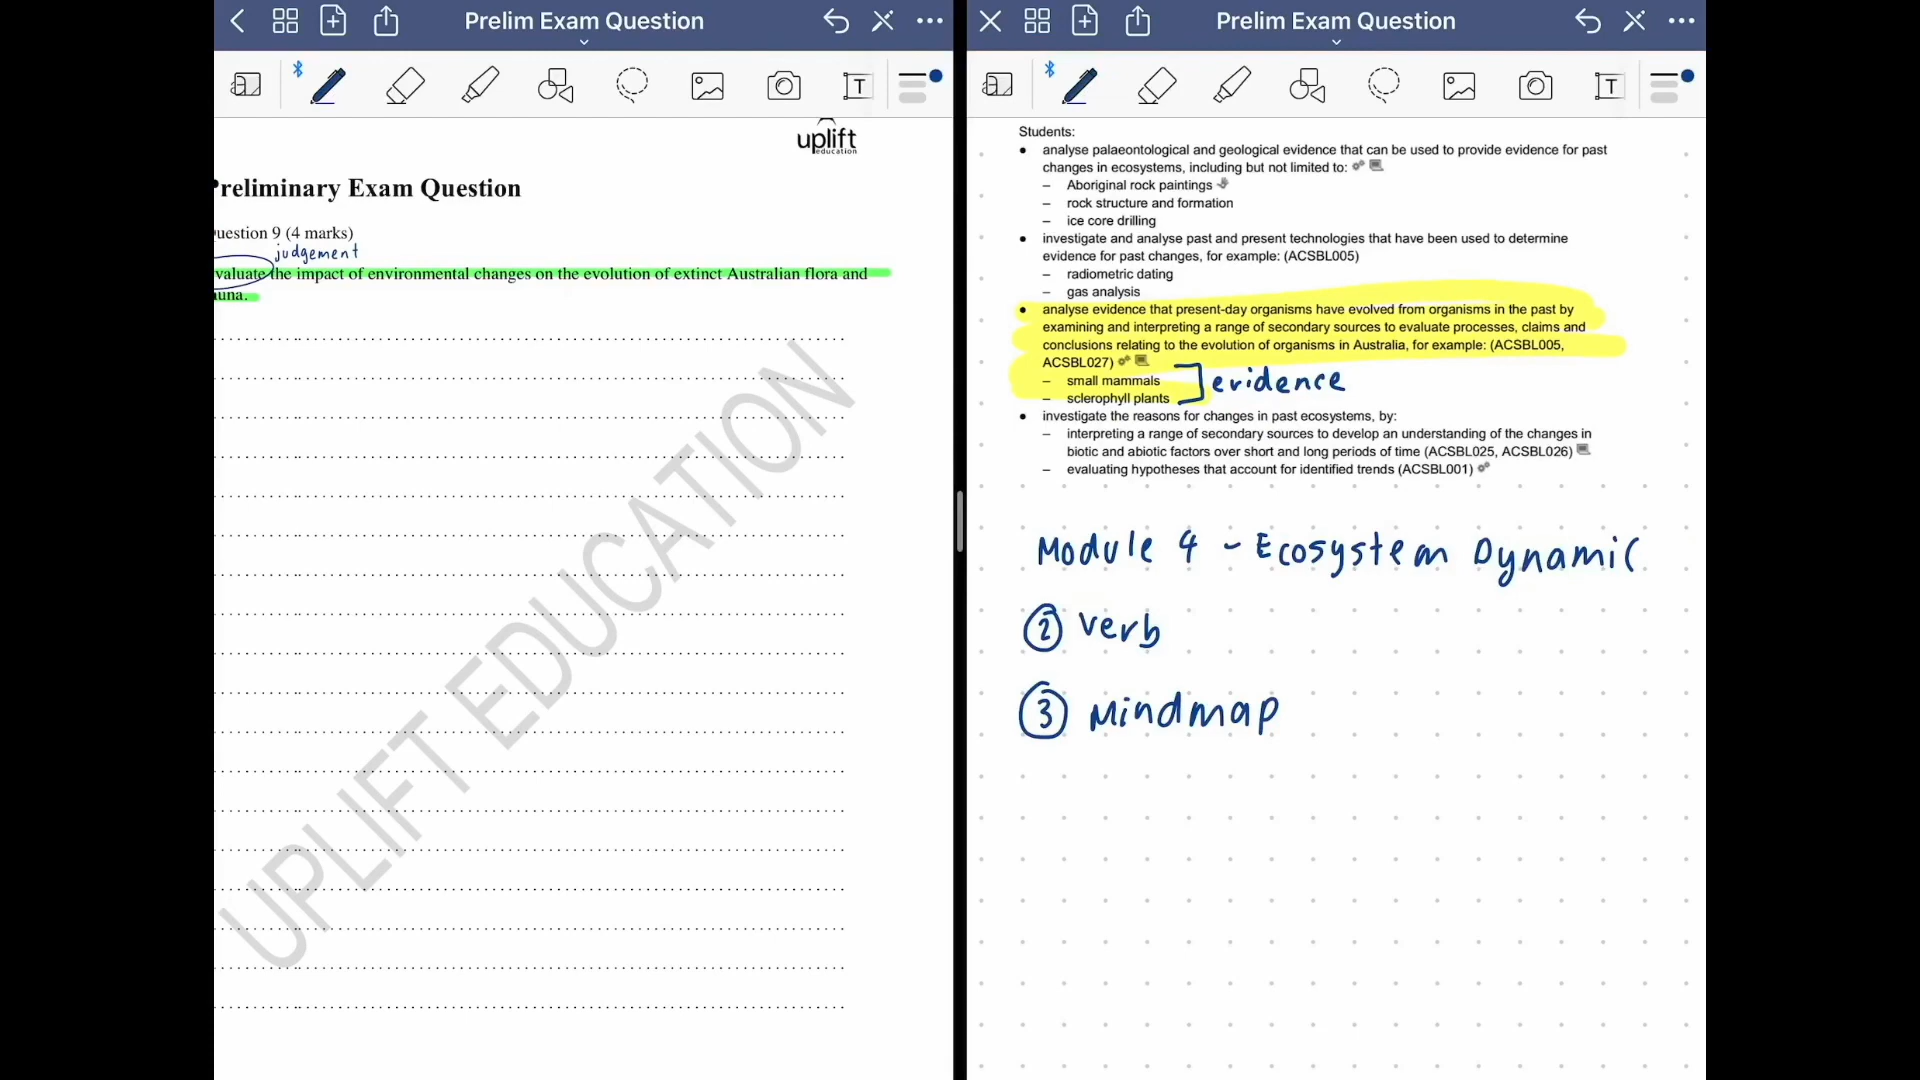 Prelim Exam Question
uplift
education
Preliminary Exam Question
uestion 9 (4 marks)
judgement
valuate the impact of environmental changes on the evolution of extinct Australian flora and
auna.
UPLIFT EDUCATION
Prelim Exam Question
Students:
• analyse palaeontological and geological evidence that can be used to provide evidence for past
changes in ecosystems, including but not limited to:
– Aboriginal rock paintings
– rock structure and formation
– ice core drilling
• investigate and analyse past and present technologies that have been used to determine
evidence for past changes, for example: (ACSBL005)
– radiometric dating
– gas analysis
• analyse evidence that present-day organisms have evolved from organisms in the past by
examining and interpreting a range of secondary sources to evaluate processes, claims and
conclusions relating to the evolution of organisms in Australia, for example: (ACSBL005,
ACSBL027)
– small mammals
– sclerophyll plants
evidence
• investigate the reasons for changes in past ecosystems, by:
– interpreting a range of secondary sources to develop an understanding of the changes in
biotic and abiotic factors over short and long periods of time (ACSBL025, ACSBL026)
– evaluating hypotheses that account for identified trends (ACSBL001)
Module 4 - Ecosystem Dynamic
② Verb
③ Mindmap